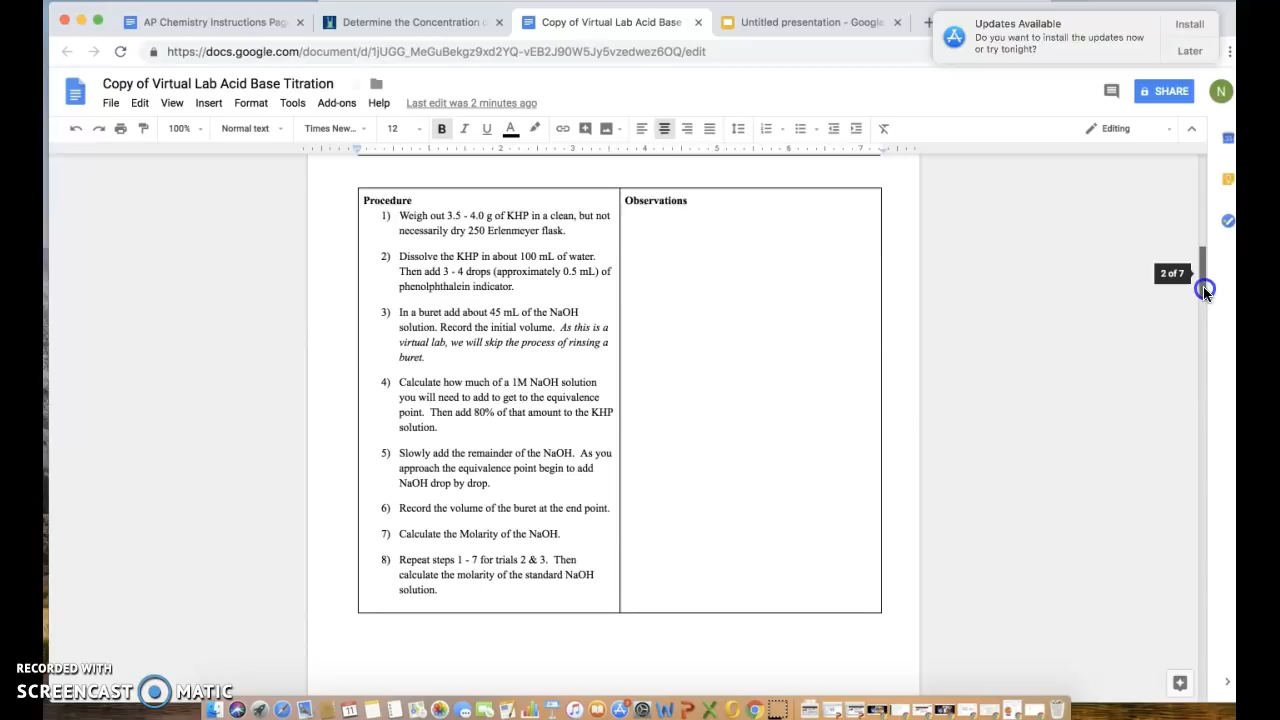 AP Chemistry Instructions Pag
Determine the Concentration o
Copy of Virtual Lab Acid Base
Untitled presentation - Google
Updates Available
Do you want to install the updates now
or try tonight?
Install
Later
https://docs.google.com/document/d/1jUGG_MeGuBekgz9xd2YQ-vEB2J90W5Jy5vzedwez6OQ/edit
Copy of Virtual Lab Acid Base Titration
File Edit View Insert Format Tools Add-ons Help Last edit was 2 minutes ago
SHARE
N
100% Normal text Times New... 12 B I U A Editing
1 2 3 4 5 6 7
Procedure
1) Weigh out 3.5 - 4.0 g of KHP in a clean, but not
necessarily dry 250 Erlenmeyer flask.
2) Dissolve the KHP in about 100 mL of water.
Then add 3 - 4 drops (approximately 0.5 mL) of
phenolphthalein indicator.
3) In a buret add about 45 mL of the NaOH
solution. Record the initial volume. As this is a
virtual lab, we will skip the process of rinsing a
buret.
4) Calculate how much of a 1M NaOH solution
you will need to add to get to the equivalence
point. Then add 80% of that amount to the KHP
solution.
5) Slowly add the remainder of the NaOH. As you
approach the equivalence point begin to add
NaOH drop by drop.
6) Record the volume of the buret at the end point.
7) Calculate the Molarity of the NaOH.
8) Repeat steps 1 - 7 for trials 2 & 3. Then
calculate the molarity of the standard NaOH
solution.
Observations
2 of 7
RECORDED WITH
SCREENCAST MATIC